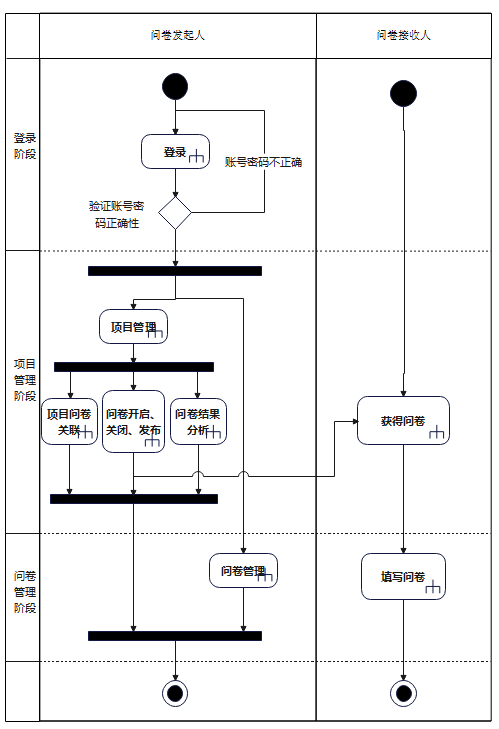 问卷发起人
问卷接收人
登录
阶段
登录
账号密码不正确
验证账号密
码正确性
项目
管理
阶段
项目管理
项目问卷
关联
问卷开启、
关闭、发布
问卷结果
分析
获得问卷
问卷
管理
阶段
问卷管理
填写问卷